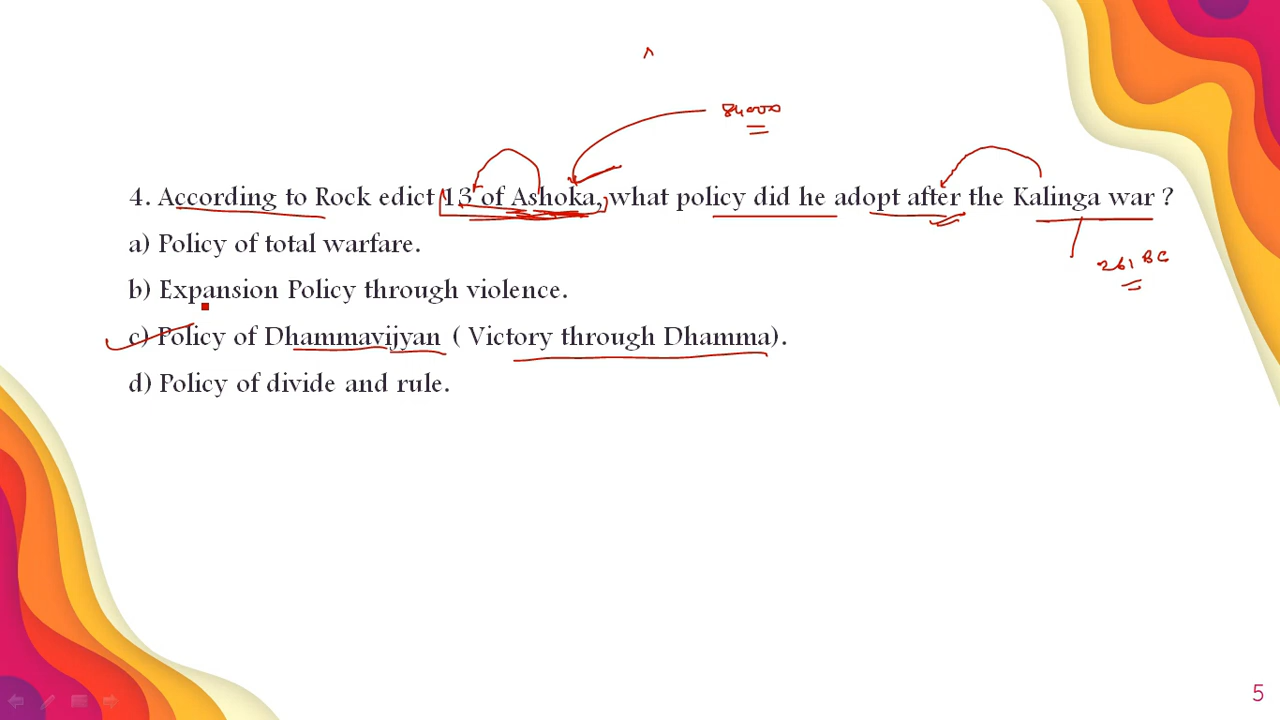 84000
4. According to Rock edict 13 of Ashoka, what policy did he adopt after the Kalinga war ?
a) Policy of total warfare.
261 BC
b) Expansion Policy through violence.
c) Policy of Dhammavijyan ( Victory through Dhamma).
d) Policy of divide and rule.
5